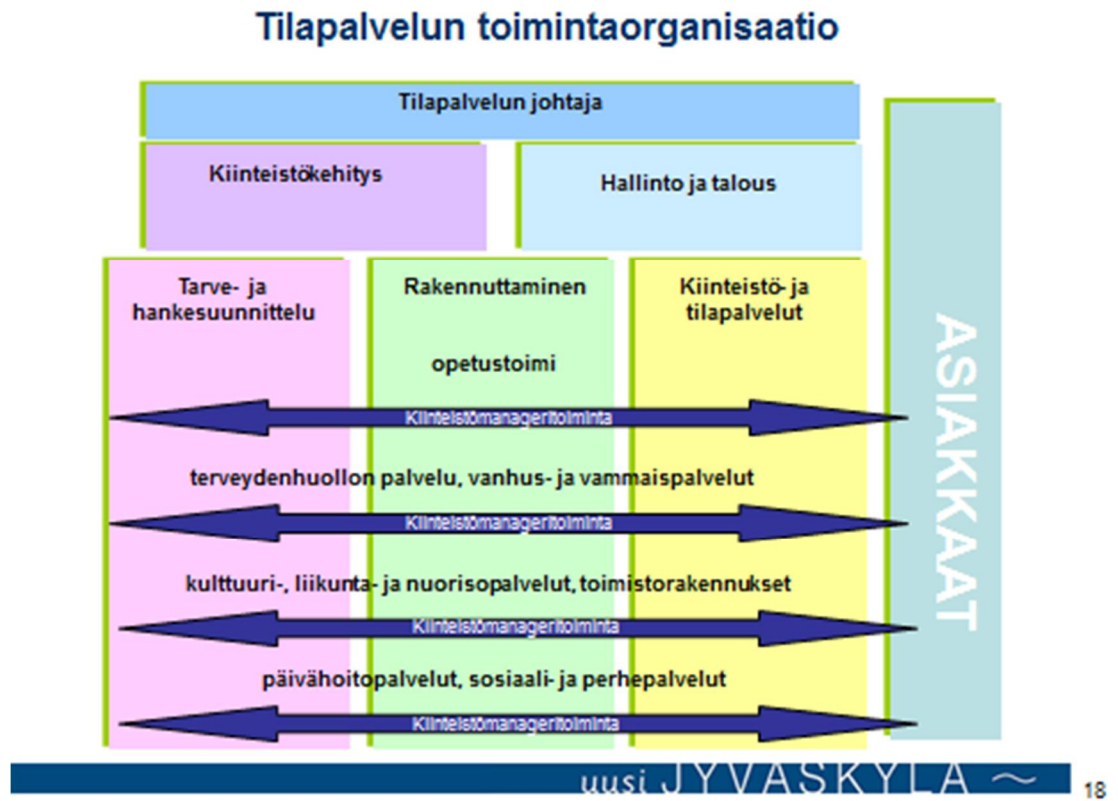 Tilapalvelun toimintaorganisaatio
Tilapalvelun johtaja
Kiinteistökehitys
Hallinto ja talous
Tarve- ja
hankesuunnittelu
Rakennuttaminen
Kiinteistö- ja
tilapalvelut
opetustoimi
Kiinteistömanageritoiminta
terveydenhuollon palvelu, vanhus- ja vammaispalvelut
Kiinteistömanageritoiminta
kulttuuri-, liikunta- ja nuorisopalvelut, toimistorakennukset
Kiinteistömanageritoiminta
päivähoitopalvelut, sosiaali- ja perhepalvelut
Kiinteistömanageritoiminta
ASIAKKAAT
uusi JYVÄSKYLÄ
18